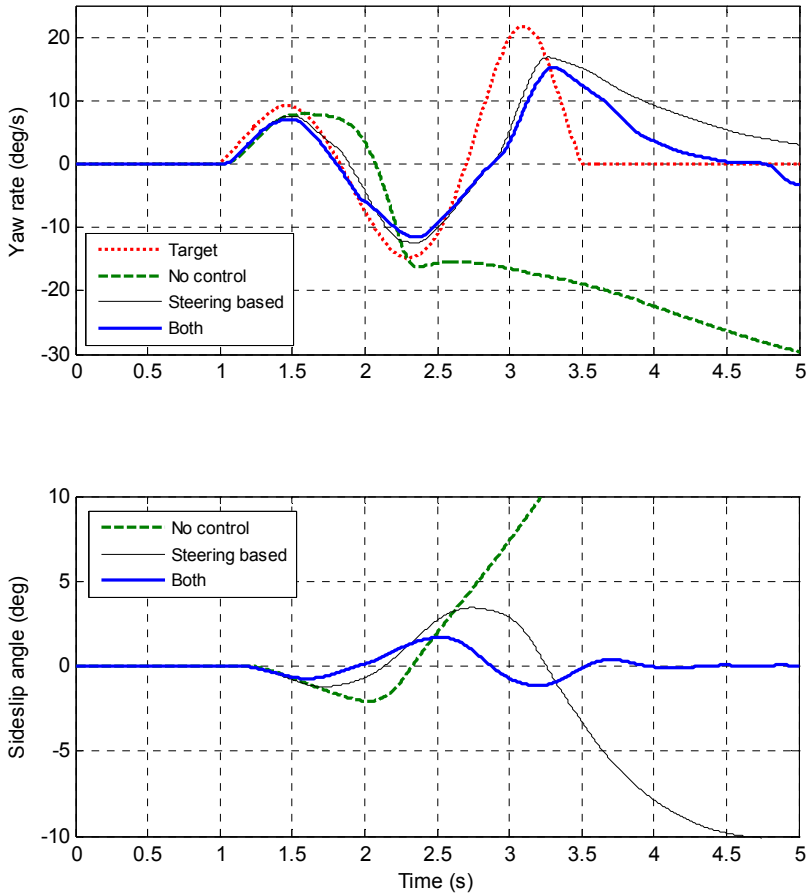 20
10
0
-10
-20
-30
Yaw rate (deg/s)
Target
No control
Steering based
Both
0 0.5 1 1.5 2 2.5 3 3.5 4 4.5 5
10
5
0
-5
-10
Sideslip angle (deg)
No control
Steering based
Both
0 0.5 1 1.5 2 2.5 3 3.5 4 4.5 5
Time (s)